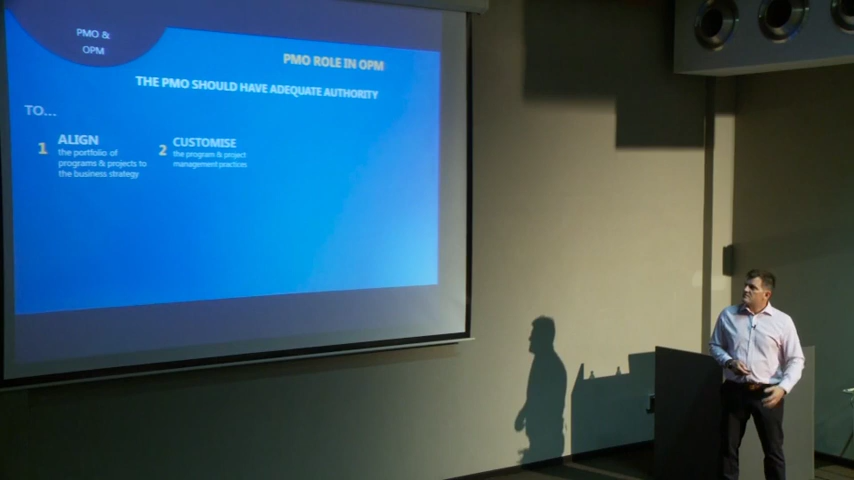 PMO &
OPM
PMO ROLE IN OPM
THE PMO SHOULD HAVE ADEQUATE AUTHORITY
TO...
1 ALIGN
the portfolio of
programs & projects to
the business strategy
2 CUSTOMISE
the program & project
management practices